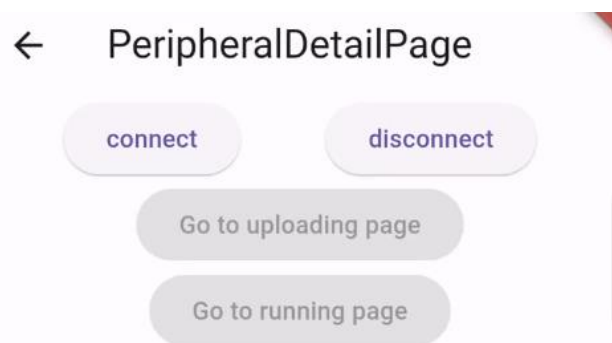 PeripheralDetailPage
connect disconnect
Go to uploading page
Go to running page